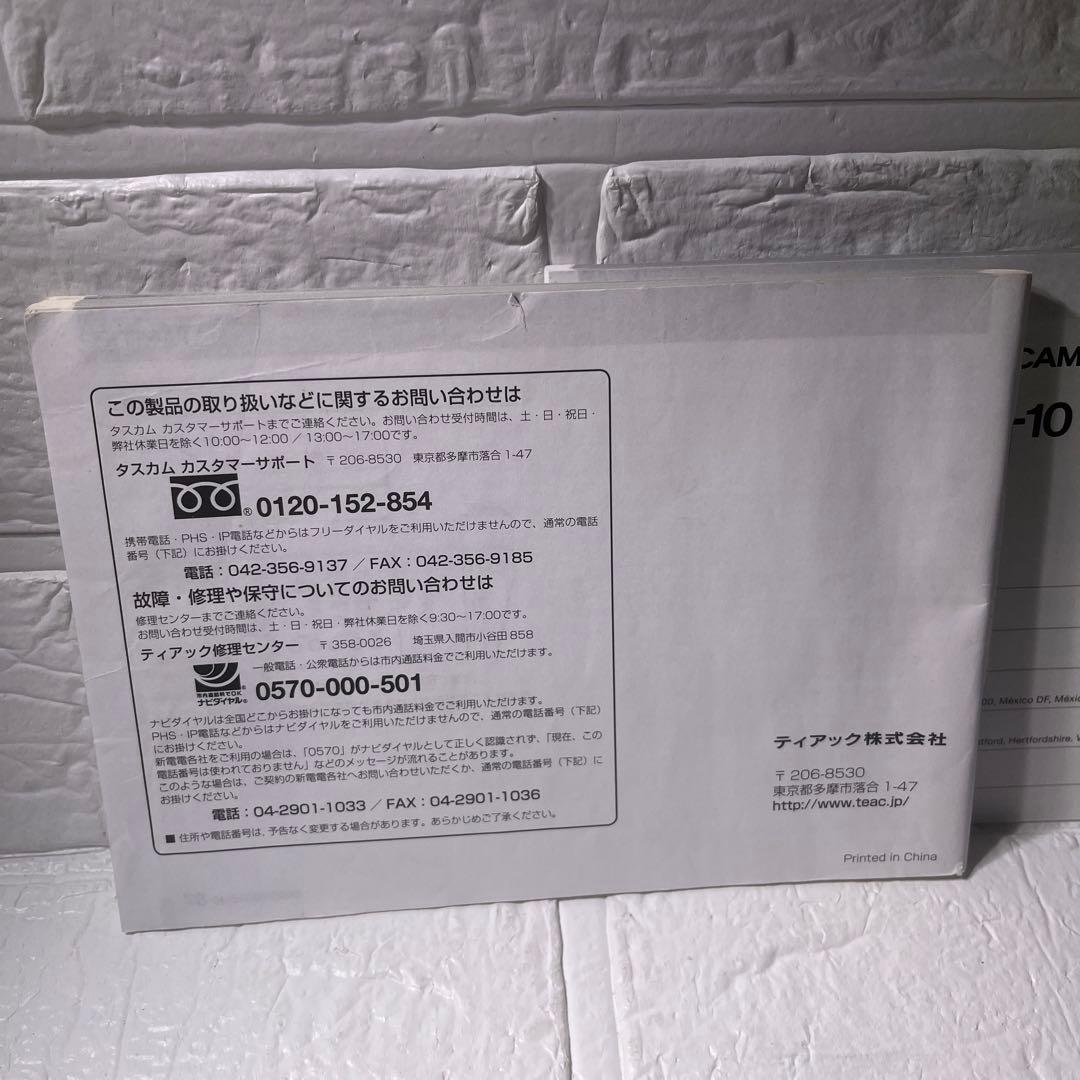 この製品の取り扱いなどに関するお問い合わせは
タスカム カスタマーサポートまでご連絡ください。お問い合わせ受付時間は、土・日・祝日・
弊社休業日を除く10:00〜12:00 / 13:00〜17:00です。
タスカム カスタマーサポート 〒206-8530 東京都多摩市落合 1-47
® 0120-152-854
携帯電話・PHS・IP電話などからはフリーダイヤルをご利用いただけませんので、通常の電話
番号（下記）にお掛けください。
電話：042-356-9137 / FAX：042-356-9185
故障・修理や保守についてのお問い合わせは
修理センターまでご連絡ください。
お問い合わせ受付時間は、土・日・祝日・弊社休業日を除く9:30〜17:00です。
ティアック修理センター 〒358-0026 埼玉県入間市小谷田 858
一般電話・公衆電話からは市内通話料金でご利用いただけます。
市内通話料でOK
ナビダイヤル® 0570-000-501
ナビダイヤルは全国どこからお掛けになっても市内通話料金でご利用いただけます。
PHS・IP電話などからはナビダイヤルをご利用いただけませんので、通常の電話番号（下記）
にお掛けください。
新電電各社をご利用の場合は、「0570」がナビダイヤルとして正しく認識されず、「現在、この
電話番号は使われておりません」などのメッセージが流れることがあります。
このような場合は、ご契約の新電電各社へお問い合わせいただくか、通常の電話番号（下記）に
お掛けください。
電話：04-2901-1033 / FAX：04-2901-1036
■ 住所や電話番号は、予告なく変更する場合があります。あらかじめご了承ください。
ティアック株式会社
〒206-8530
東京都多摩市落合 1-47
http://www.teac.jp/
Printed in China
CAM
-10
00, México DF, Méxi
tford, Hertfordshire, W